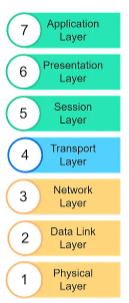 7
Application
Layer
6
Presentation
Layer
5
Session
Layer
4
Transport
Layer
3
Network
Layer
2
Data Link
Layer
1
Physical
Layer